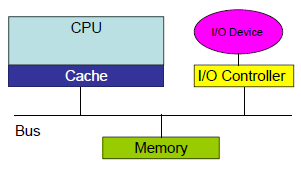 CPU
Cache
I/O Device
I/O Controller
Bus
Memory